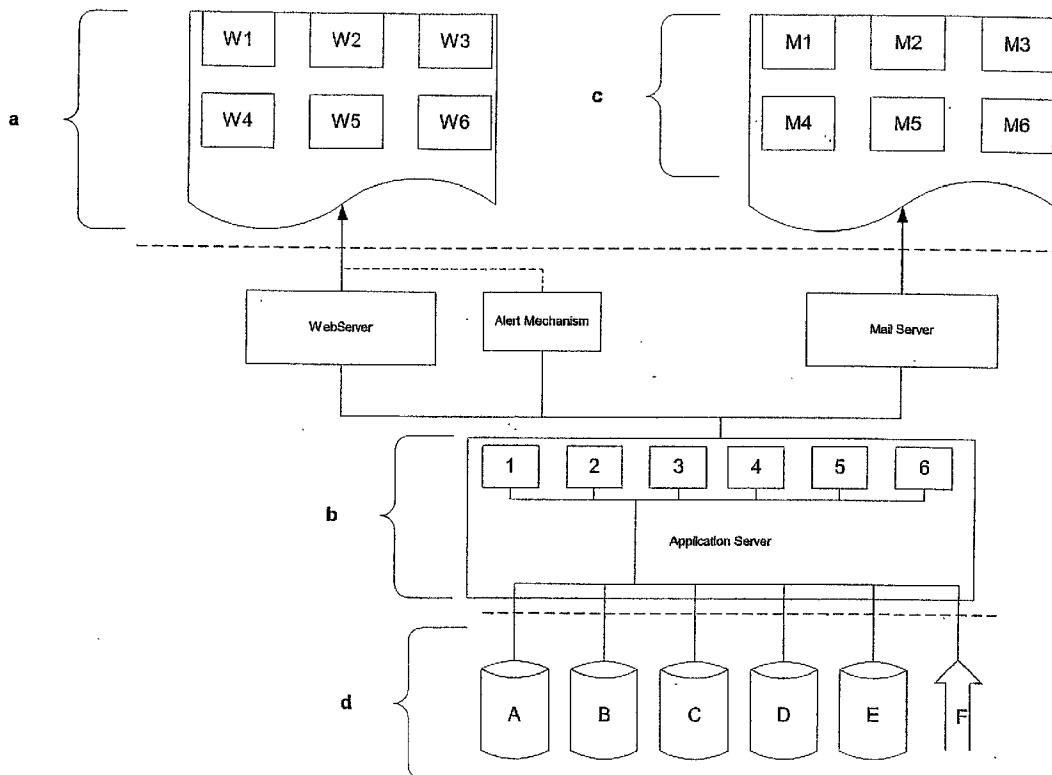 W1 W2 W3
M1 M2 M3
a
c
W4 W5 W6
M4 M5 M6
WebServer
Alert Mechanism
Mail Server
1 2 3 4 5 6
b
Application Server
d
A B C D E F